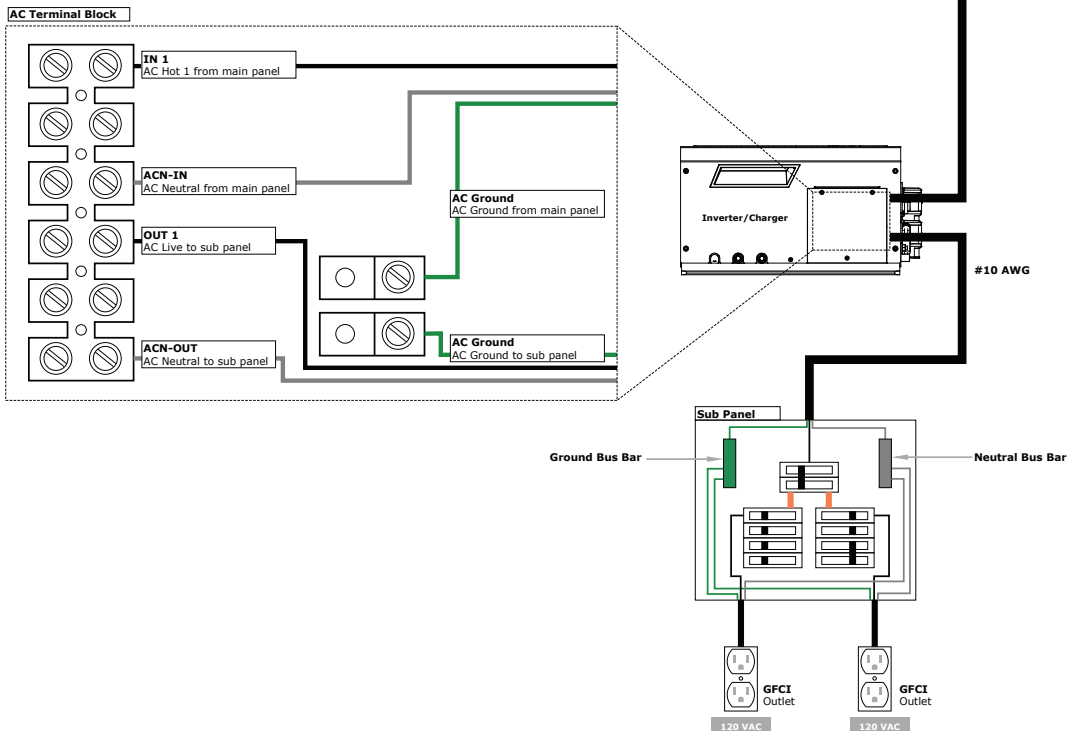 AC Terminal Block
IN 1
AC Hot 1 from main panel
ACN-IN
AC Neutral from main panel
AC Ground
AC Ground from main panel
OUT 1
AC Live to sub panel
AC Ground
AC Ground to sub panel
ACN-OUT
AC Neutral to sub panel
Inverter/Charger
#10 AWG
Sub Panel
Ground Bus Bar
Neutral Bus Bar
GFCI
Outlet
120 VAC
GFCI
Outlet
120 VAC